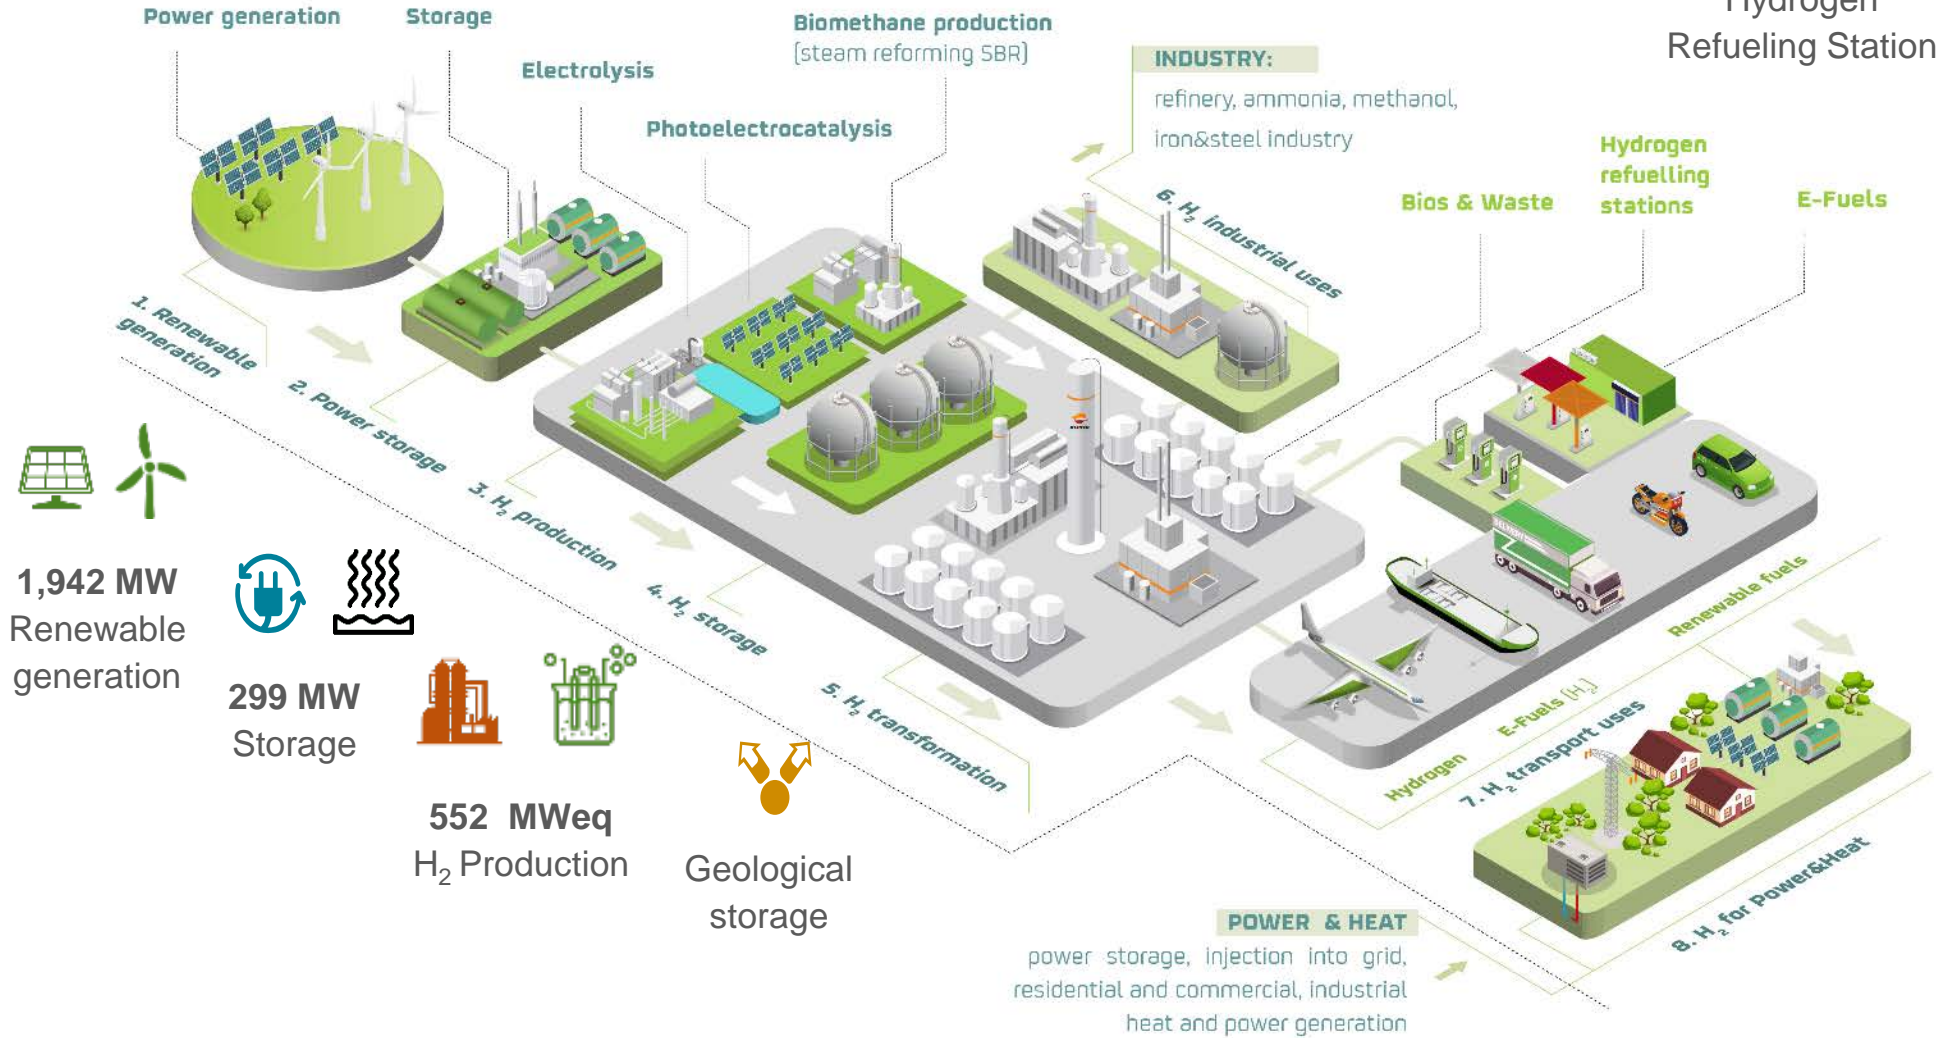 Hydrogen
Refueling Station
Power generation
Storage
Biomethane production
(steam reforming SBR)
Electrolysis
Photoelectrocatalysis
INDUSTRY:
refinery, ammonia, methanol,
iron&steel industry
Hydrogen
refuelling
stations
Bios & Waste
E-Fuels
1. Renewable
generation
2. Power storage
3. H₂ production
4. H₂ storage
5. H₂ transformation
6. H₂ industrial uses
Hydrogen
E-Fuels (H₂)
Renewable fuels
7. H₂ transport uses
8. H₂ for Power&Heat
1,942 MW
Renewable
generation
299 MW
Storage
552 MWeq
H₂ Production
Geological
storage
POWER & HEAT
power storage, injection into grid,
residential and commercial, industrial
heat and power generation